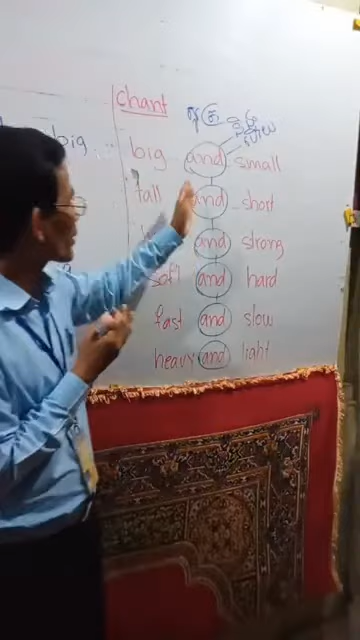 Chant
big
big and small
tall and short
and strong
soft and hard
fast and slow
heavy and light